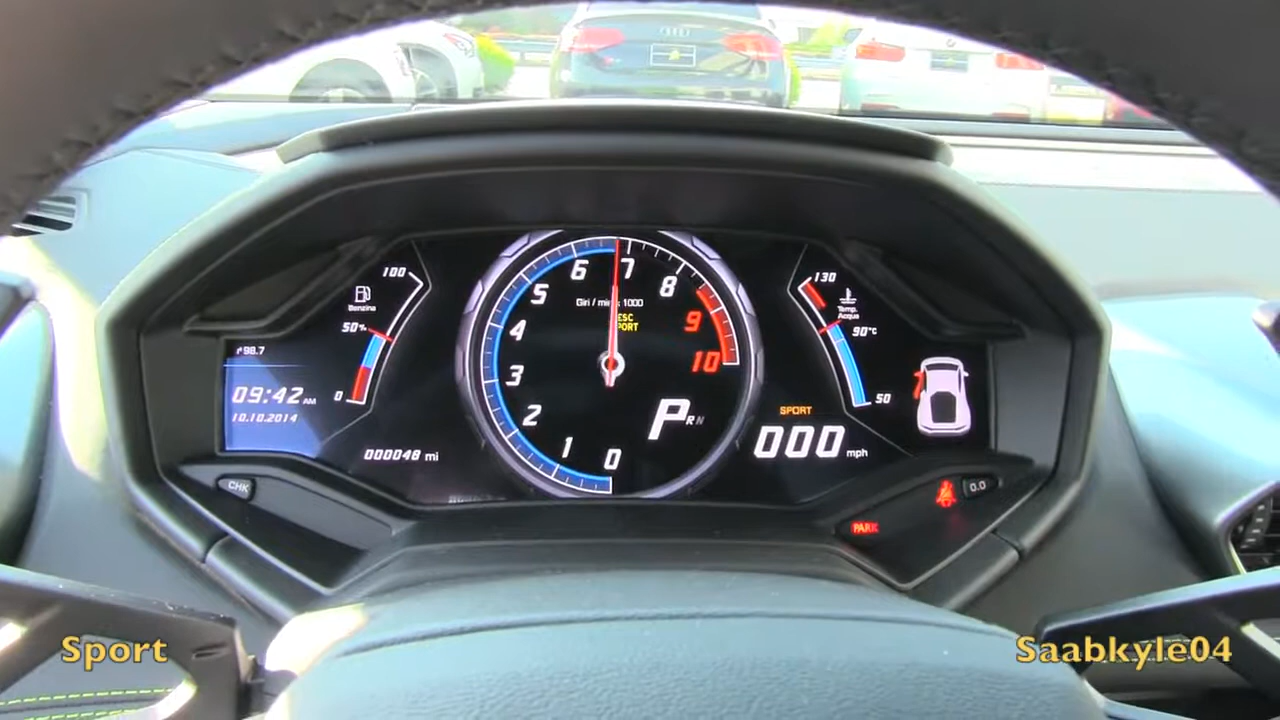 100
Benzina
50%
0
98.7
09:42 AM
10.10.2014
000048 mi
6
7
5
8
Giri / min x 1000
ESC
SPORT
4
9
3
10
2
1
0
P R N
130
Temp.
Acqua
90°C
50
SPORT
000 mph
CHK
0.0
PARK
Sport
Saabkyle04